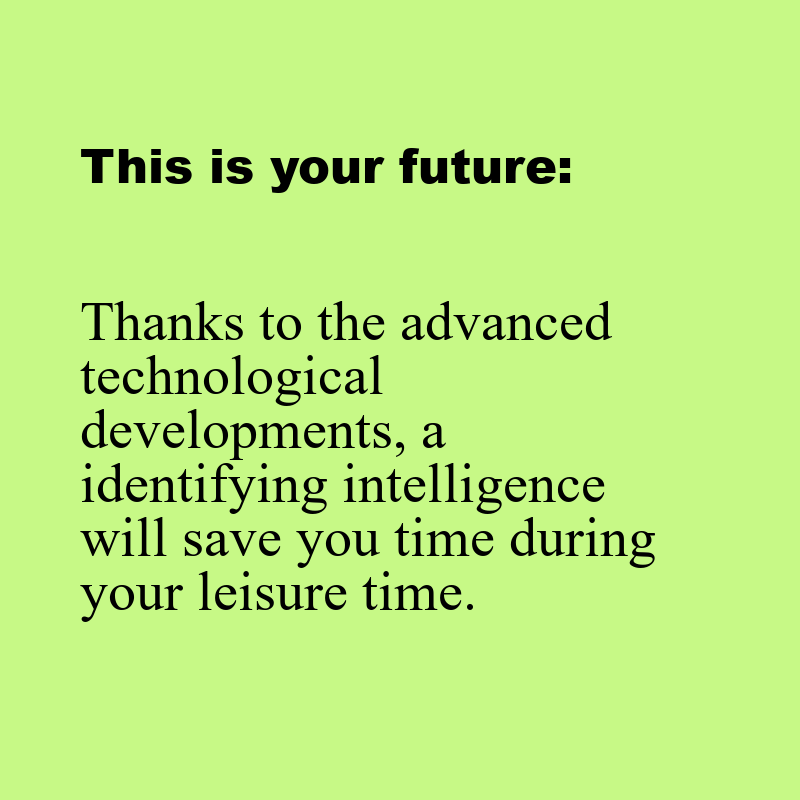 This is your future:
Thanks to the advanced
technological
developments, a
identifying intelligence
will save you time during
your leisure time.